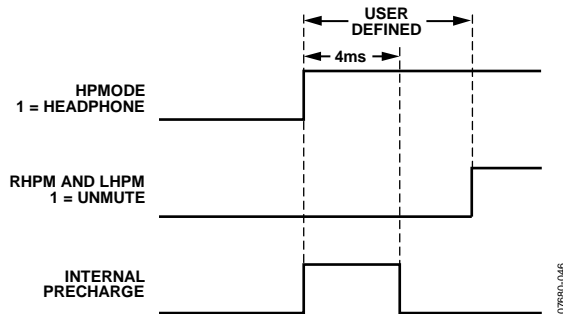 USER
DEFINED
4ms
HPMODE
1 = HEADPHONE
RHPM AND LHPM
1 = UNMUTE
INTERNAL
PRECHARGE
07680-046